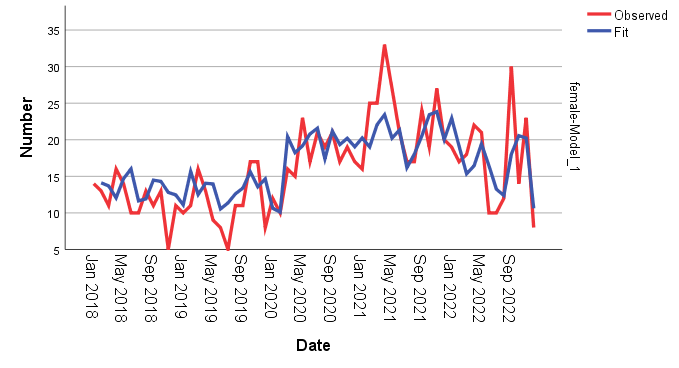 Observed
Fit
35
30
25
20
15
10
5
Number
female-Model_1
Jan 2018
May 2018
Sep 2018
Jan 2019
May 2019
Sep 2019
Jan 2020
May 2020
Sep 2020
Jan 2021
May 2021
Sep 2021
Jan 2022
May 2022
Sep 2022
Date